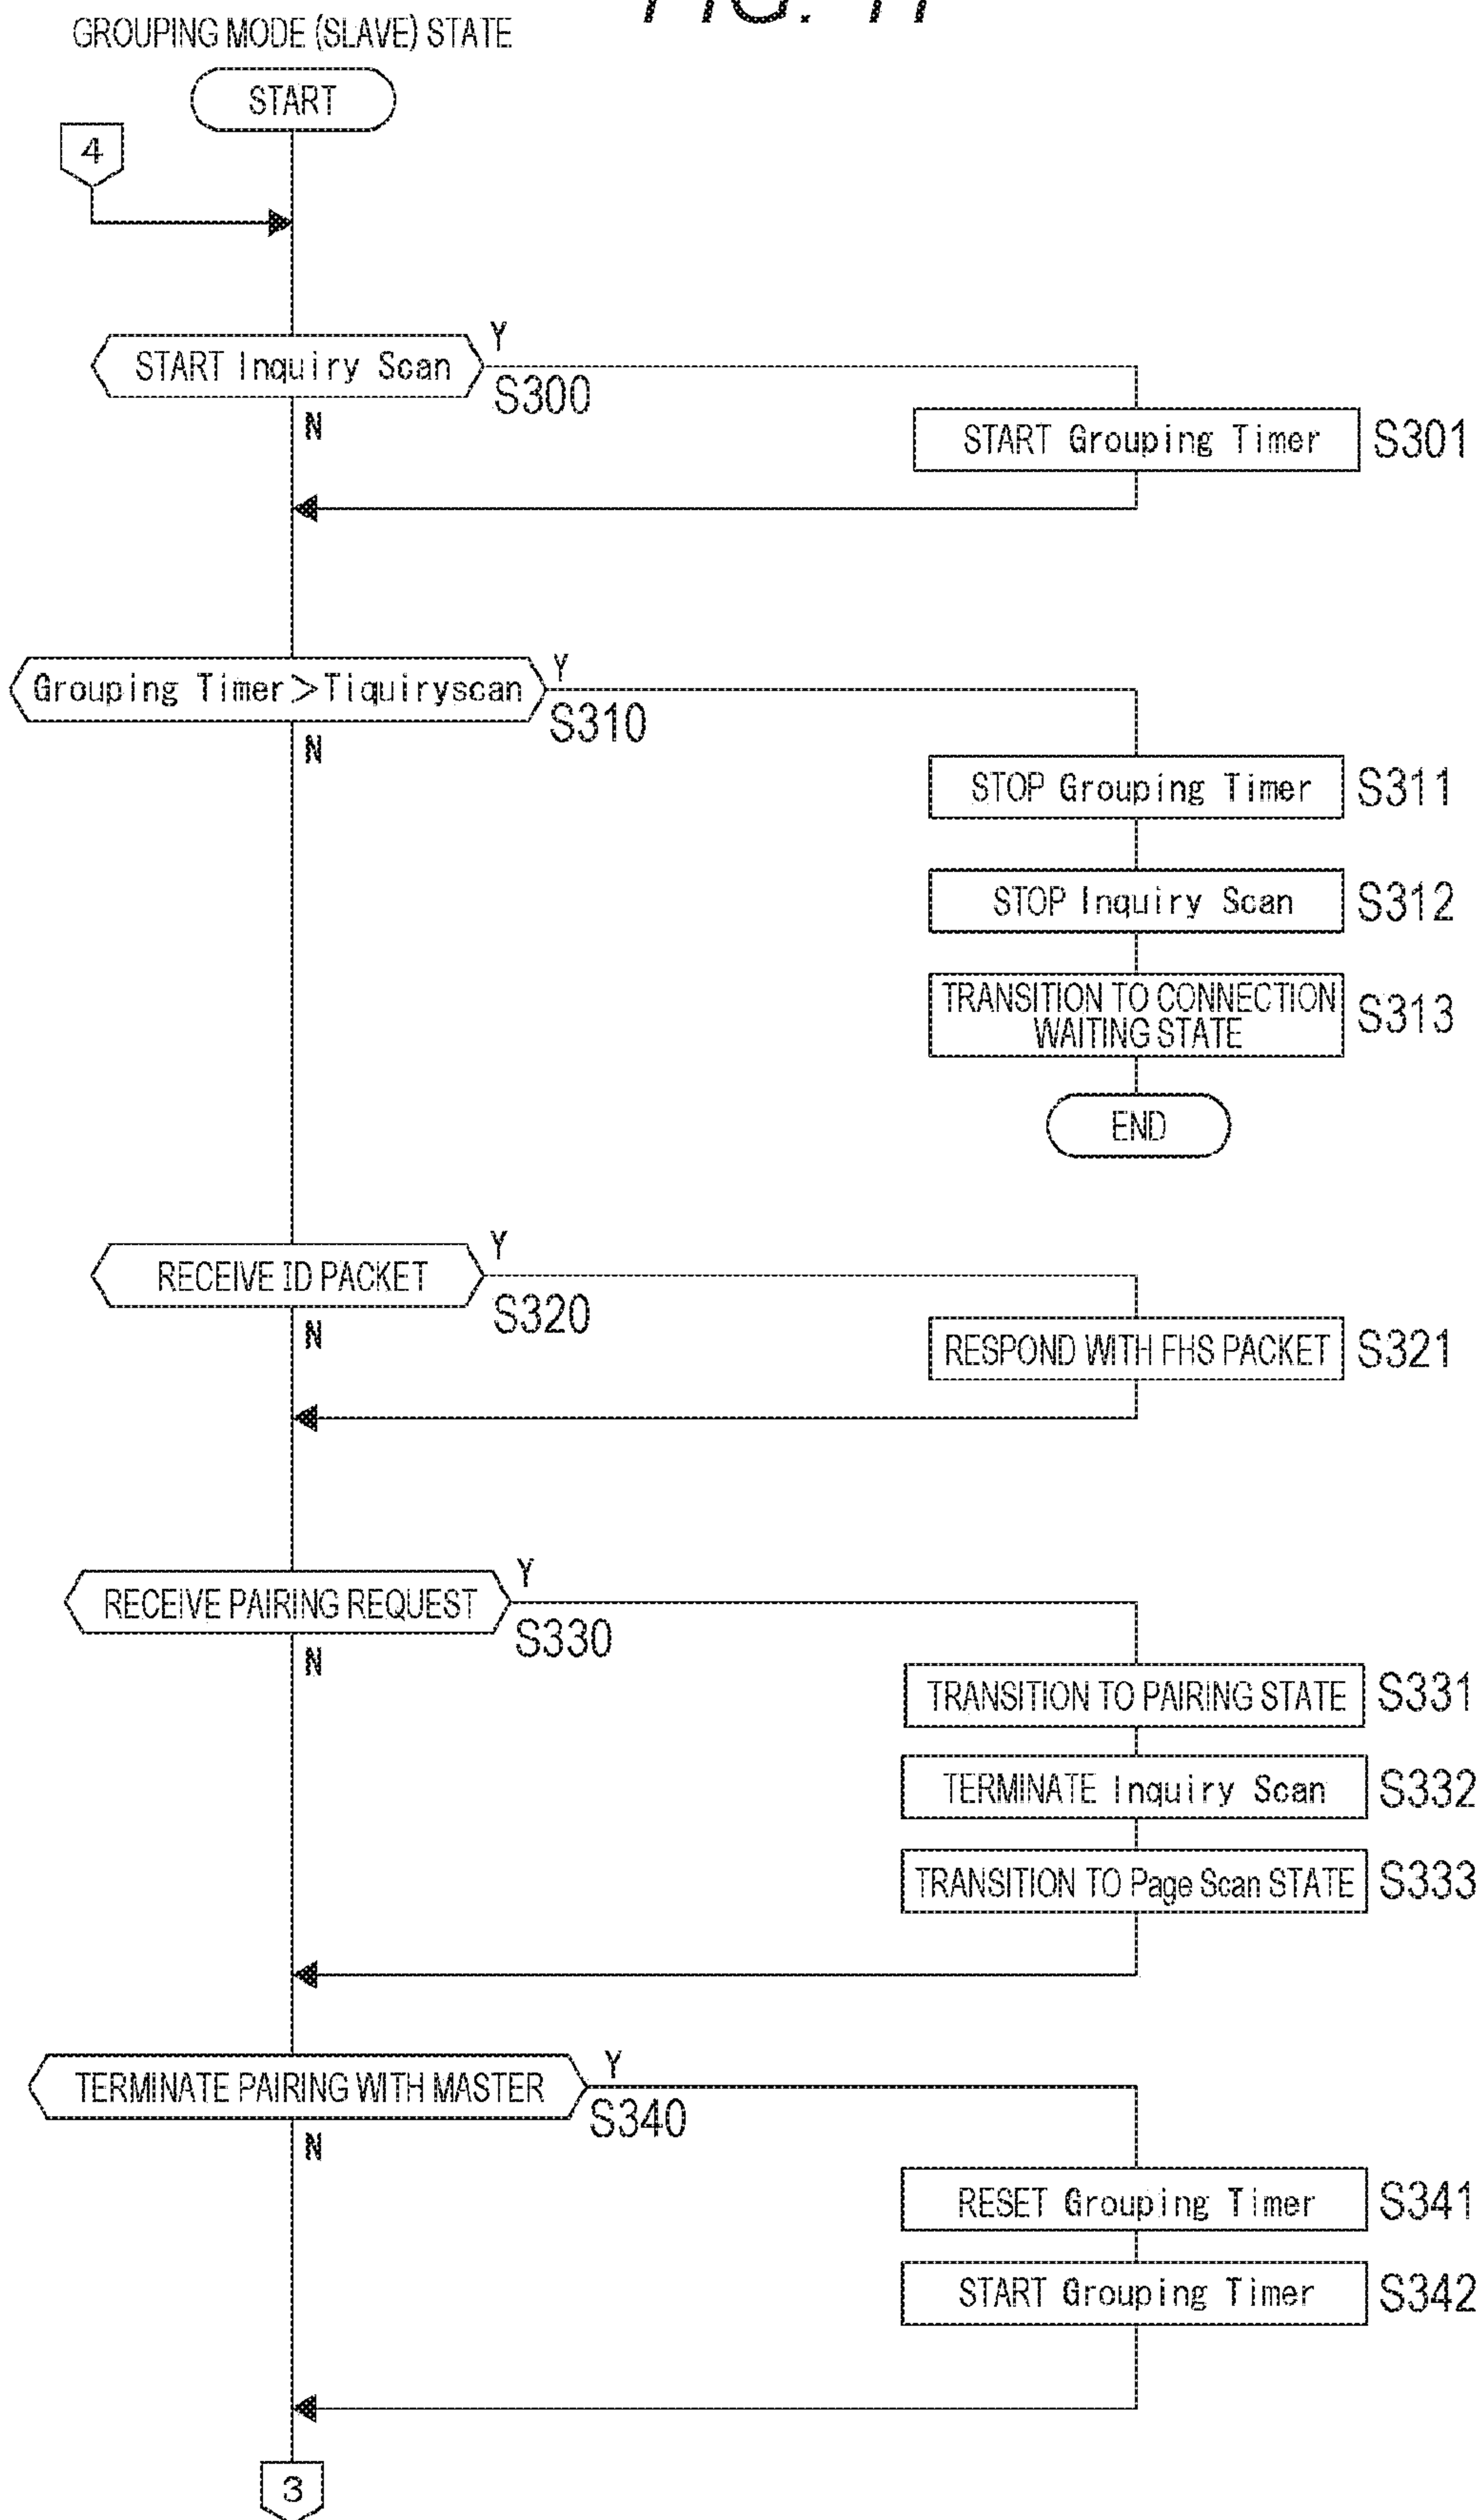 GROUPING MODE (SLAVE) STATE
START
4
START Inquiry Scan
Y
S300
N
START Grouping Timer
S301
Grouping Timer>Tiquiryscan
Y
S310
N
STOP Grouping Timer
S311
STOP Inquiry Scan
S312
TRANSITION TO CONNECTION
WAITING STATE
S313
END
RECEIVE ID PACKET
Y
S320
N
RESPOND WITH FHS PACKET
S321
RECEIVE PAIRING REQUEST
Y
S330
N
TRANSITION TO PAIRING STATE
S331
TERMINATE Inquiry Scan
S332
TRANSITION TO Page Scan STATE
S333
TERMINATE PAIRING WITH MASTER
Y
S340
N
RESET Grouping Timer
S341
START Grouping Timer
S342
3